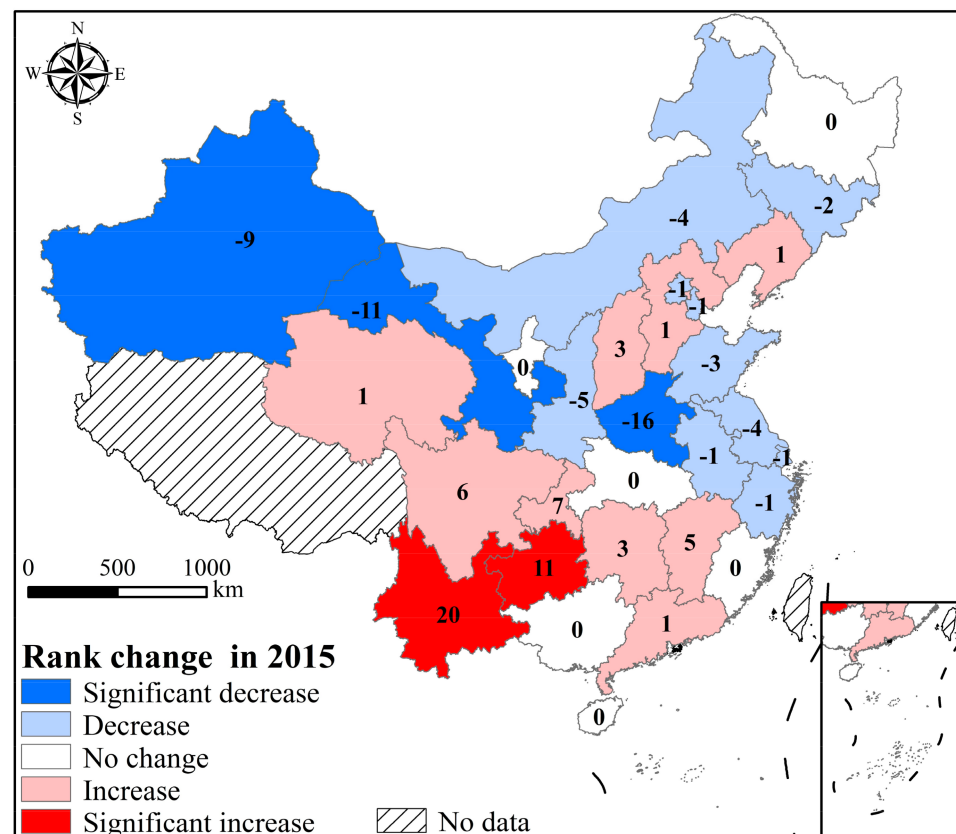 N
W E
S
0
-2
-4
-9
1
-1
-1
-11
1
3
0
-3
1
-5
-16
-4
-1
-1
0
6
-1
7
5
3
11
0
20
0
1
0
0 500 1000
km
Rank change in 2015
Significant decrease
Decrease
No change
Increase
Significant increase
No data